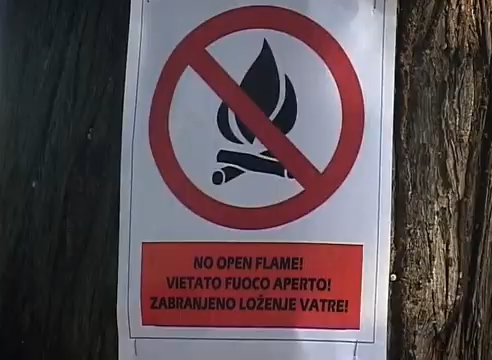 NO OPEN FLAME!
VIETATO FUOCO APERTO!
ZABRANJENO LOŽENJE VATRE!